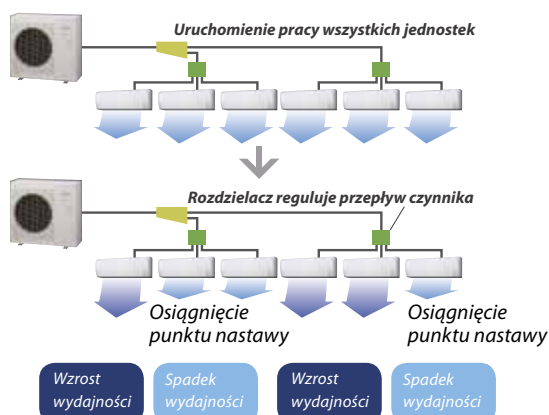 Uruchomienie pracy wszystkich jednostek
Rozdzielacz reguluje przepływ czynnika
Osiągnięcie
punktu nastawy
Osiągnięcie
punktu nastawy
Wzrost
wydajności
Spadek
wydajności
Wzrost
wydajności
Spadek
wydajności